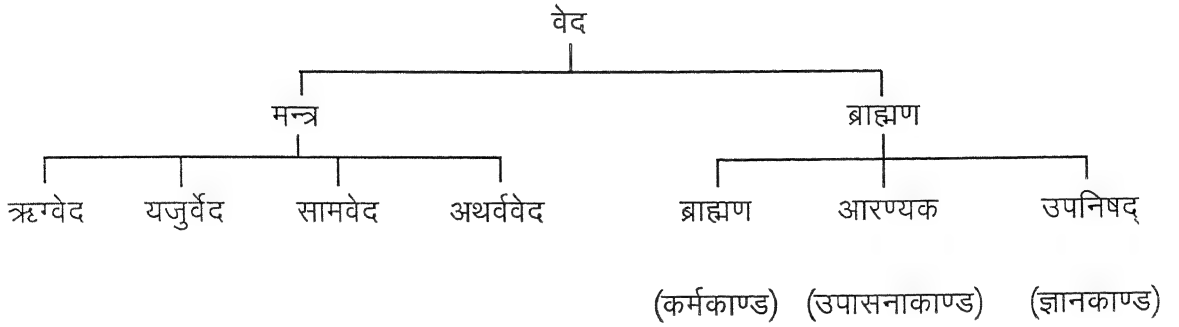 वेद
मन्त्र ब्राह्मण
ऋग्वेद यजुर्वेद सामवेद अथर्ववेद ब्राह्मण आरण्यक उपनिषद्
(कर्मकाण्ड) (उपासनाकाण्ड) (ज्ञानकाण्ड)